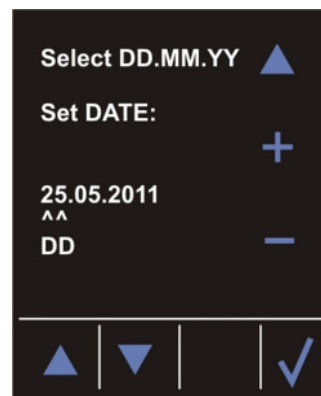 Select DD.MM.YY
Set DATE:
+
25.05.2011
^^
DD
−